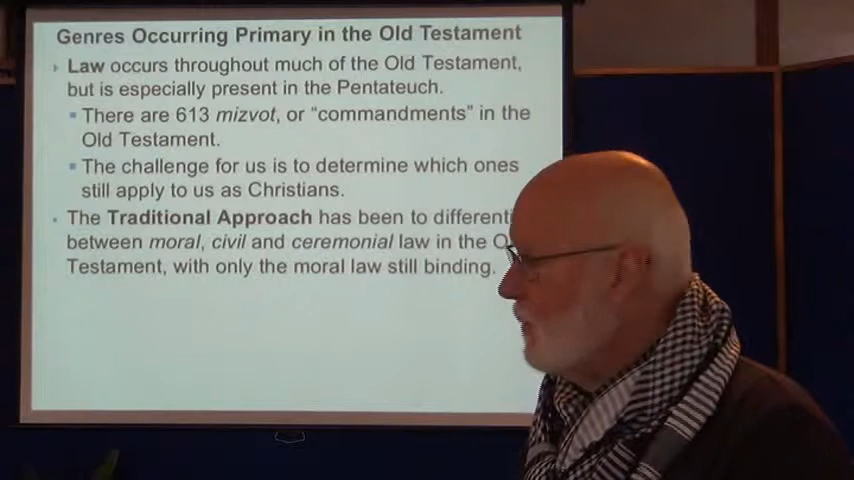 Genres Occurring Primary in the Old Testament
Law occurs throughout much of the Old Testament,
but is especially present in the Pentateuch.
There are 613 mizvot, or “commandments” in the
Old Testament.
The challenge for us is to determine which ones
still apply to us as Christians.
The Traditional Approach has been to
between moral, civil and ceremonial law in the
Testament, with only the moral law still binding.